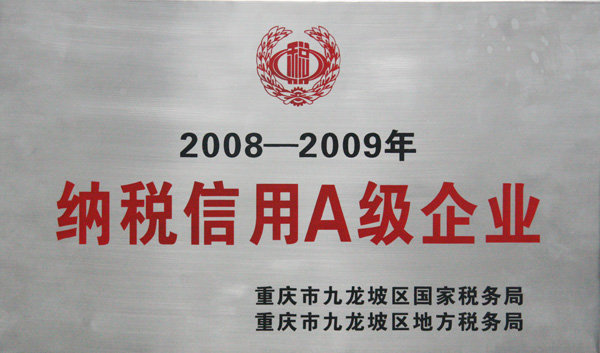 税
2008—2009年
纳税信用A级企业
重庆市九龙坡区国家税务局
重庆市九龙坡区地方税务局